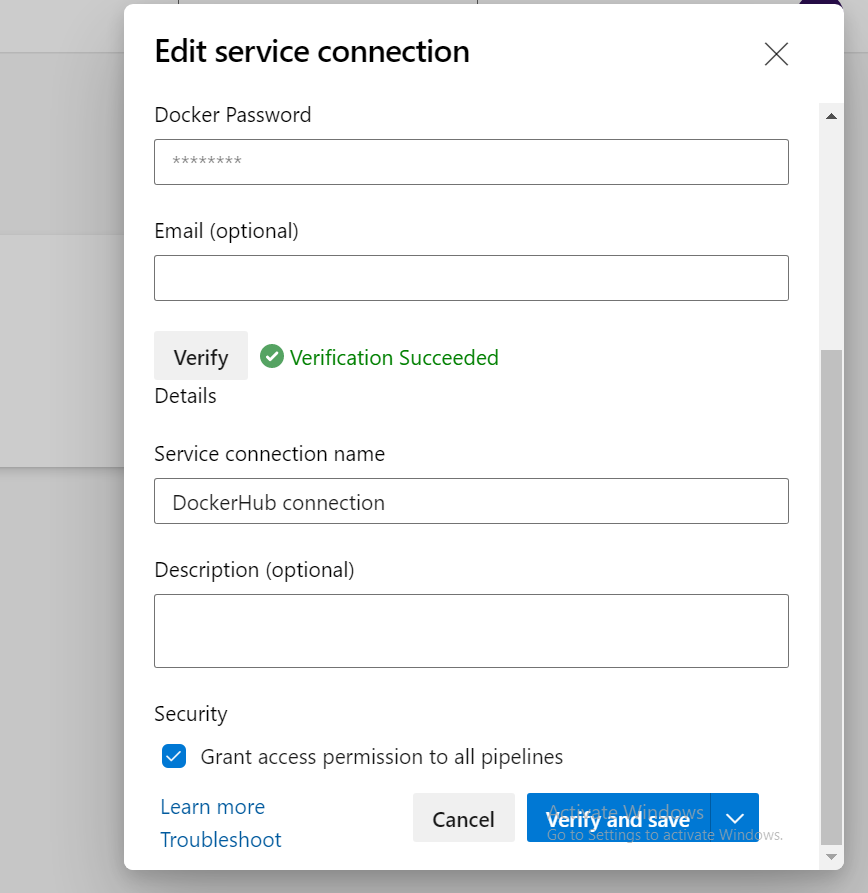 Edit service connection
Docker Password
********
Email (optional)
Verify
Verification Succeeded
Details
Service connection name
DockerHub connection
Description (optional)
Security
Grant access permission to all pipelines
Learn more
Troubleshoot
Cancel
Verify and save
Activate Windows
Go to Settings to activate Windows.